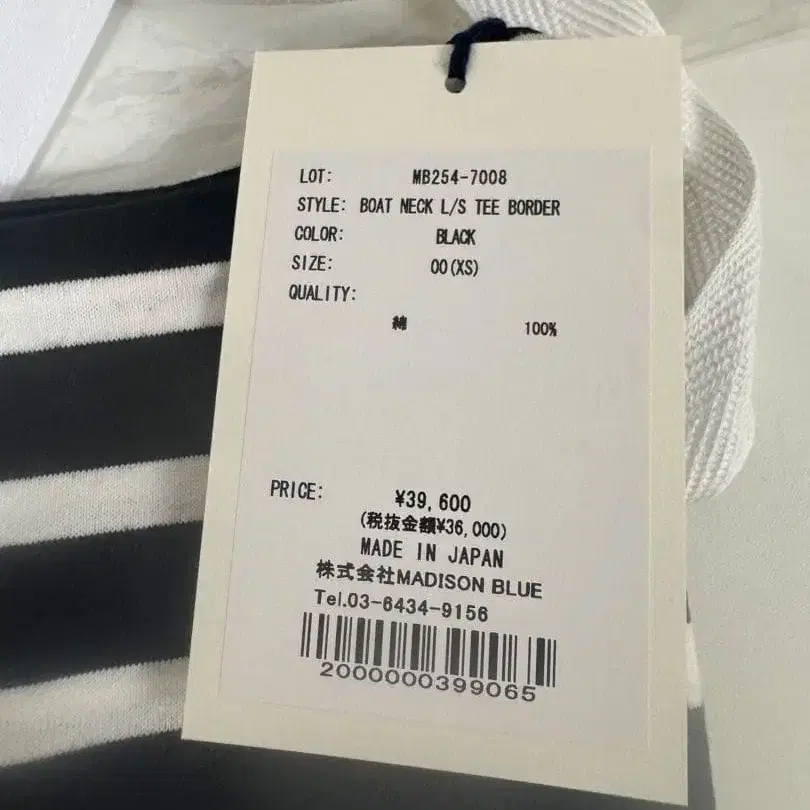 LOT: MB254-7008
STYLE: BOAT NECK L/S TEE BORDER
COLOR: BLACK
SIZE: 00(XS)
QUALITY:
綿 100%
PRICE: ¥39,600
(税抜金額¥36,000)
MADE IN JAPAN
株式会社MADISON BLUE
Tel.03-6434-9156
2000000399065